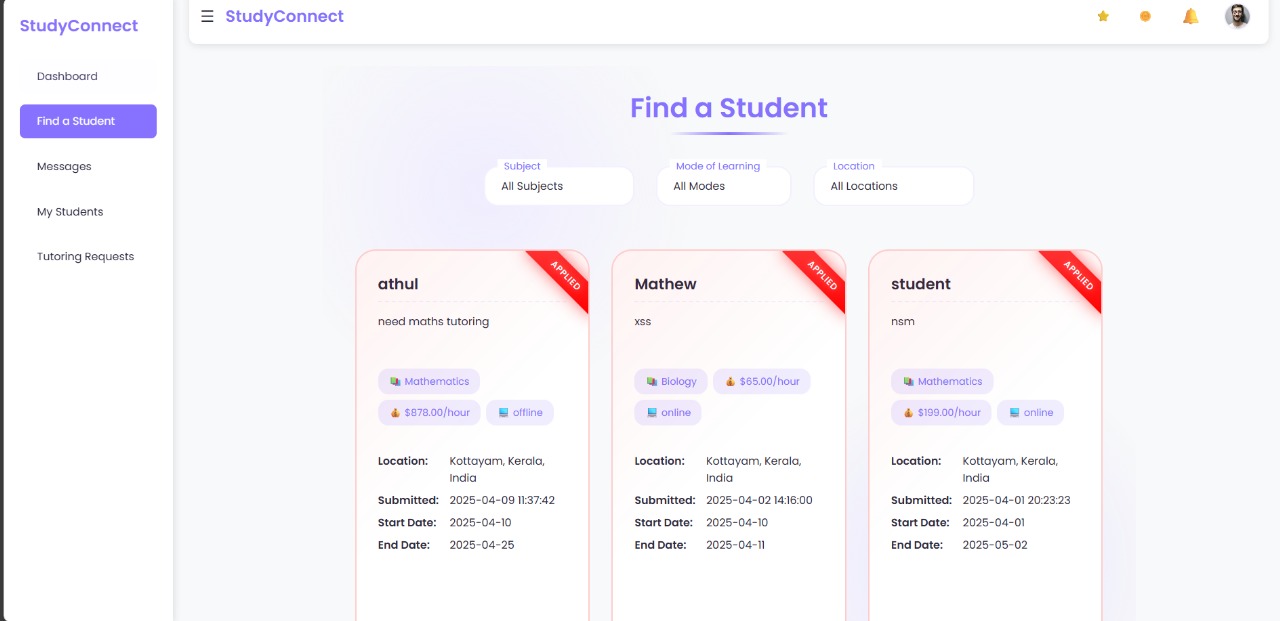 StudyConnect
Dashboard
Find a Student
Messages
My Students
Tutoring Requests
☰ StudyConnect
Find a Student
Subject
All Subjects
Mode of Learning
All Modes
Location
All Locations
APPLIED
athul
need maths tutoring
Mathematics
$878.00/hour
offline
Location: Kottayam, Kerala,
India
Submitted: 2025-04-09 11:37:42
Start Date: 2025-04-10
End Date: 2025-04-25
APPLIED
Mathew
xss
Biology
$65.00/hour
online
Location: Kottayam, Kerala,
India
Submitted: 2025-04-02 14:16:00
Start Date: 2025-04-10
End Date: 2025-04-11
APPLIED
student
nsm
Mathematics
$199.00/hour
online
Location: Kottayam, Kerala,
India
Submitted: 2025-04-01 20:23:23
Start Date: 2025-04-01
End Date: 2025-05-02